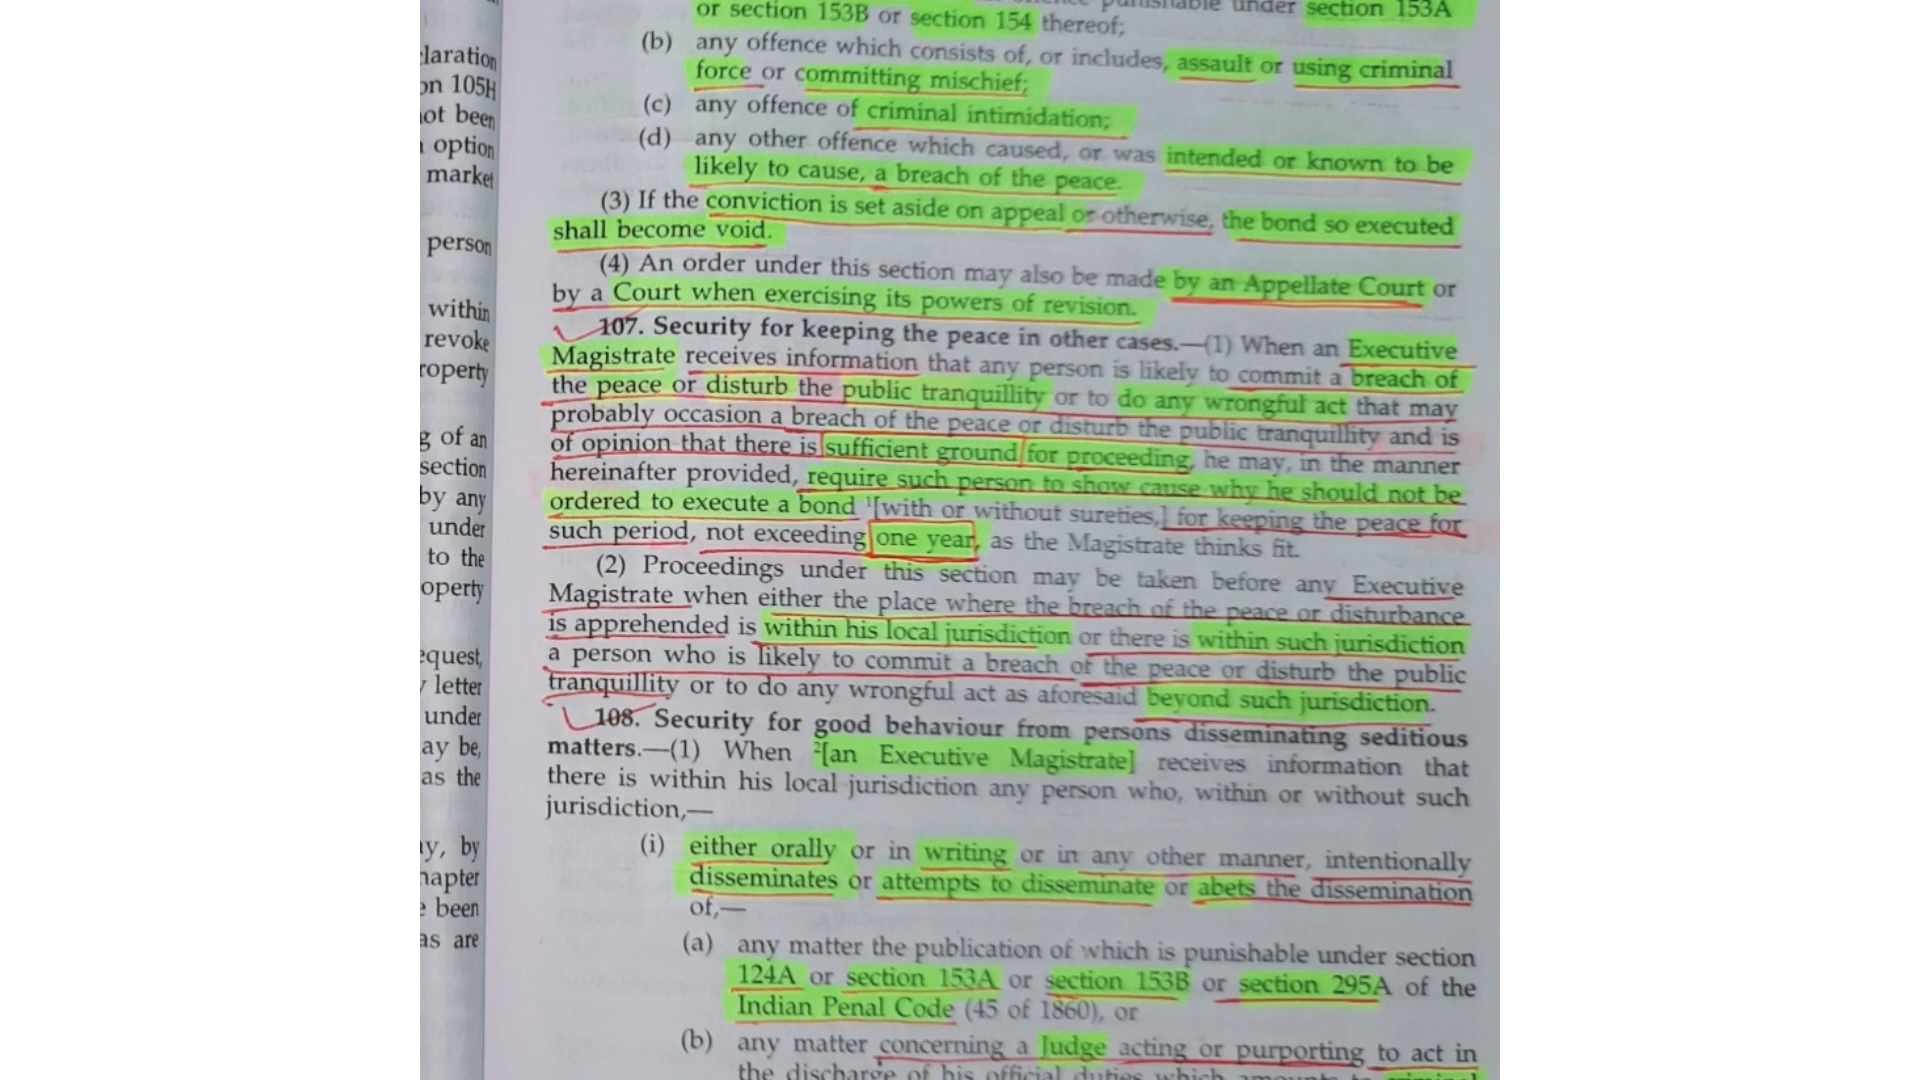 laration
on 105H
not been
option
market
person
within
revoke
roperty
g of an
section
by any
under
to the
operty
equest,
letter
under
ay be,
as the
y, by
hapter
been
as are
punishable under section 153A
or section 153B or section 154 thereof;
(b) any offence which consists of, or includes, assault or using criminal
force or committing mischief;
(c) any offence of criminal intimidation;
(d) any other offence which caused, or was intended or known to be
likely to cause, a breach of the peace.
(3) If the conviction is set aside on appeal or otherwise, the bond so executed
shall become void.
(4) An order under this section may also be made by an Appellate Court or
by a Court when exercising its powers of revision.
107. Security for keeping the peace in other cases.—(1) When an Executive
Magistrate receives information that any person is likely to commit a breach of
the peace or disturb the public tranquillity or to do any wrongful act that may
probably occasion a breach of the peace or disturb the public tranquillity and is
of opinion that there is sufficient ground for proceeding, he may, in the manner
hereinafter provided, require such person to show cause why he should not be
ordered to execute a bond ¹[with or without sureties,] for keeping the peace for
such period, not exceeding one year, as the Magistrate thinks fit.
(2) Proceedings under this section may be taken before any Executive
Magistrate when either the place where the breach of the peace or disturbance
is apprehended is within his local jurisdiction or there is within such jurisdiction
a person who is likely to commit a breach of the peace or disturb the public
tranquillity or to do any wrongful act as aforesaid beyond such jurisdiction.
108. Security for good behaviour from persons disseminating seditious
matters.—(1) When ²[an Executive Magistrate] receives information that
there is within his local jurisdiction any person who, within or without such
jurisdiction,—
(i) either orally or in writing or in any other manner, intentionally
disseminates or attempts to disseminate or abets the dissemination
of,—
(a) any matter the publication of which is punishable under section
124A or section 153A or section 153B or section 295A of the
Indian Penal Code (45 of 1860), or
(b) any matter concerning a Judge acting or purporting to act in
the discharge of his official duties which amounts to criminal